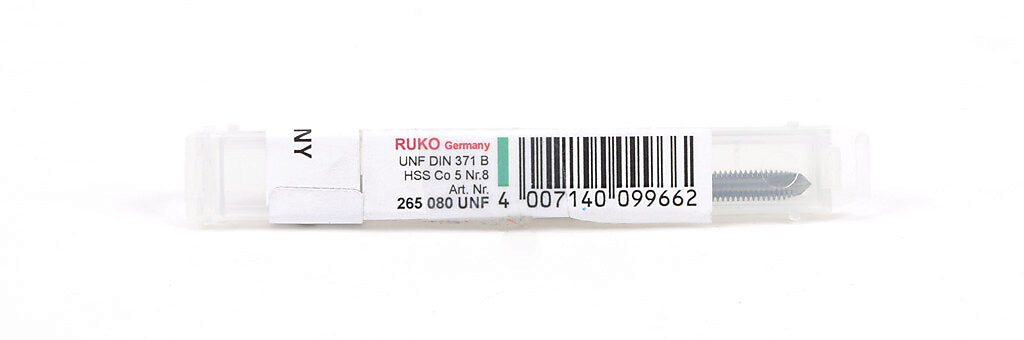 NY
RUKO Germany
UNF DIN 371 B
HSS Co 5 Nr.8
Art. Nr.
265 080 UNF
4 007140 099662